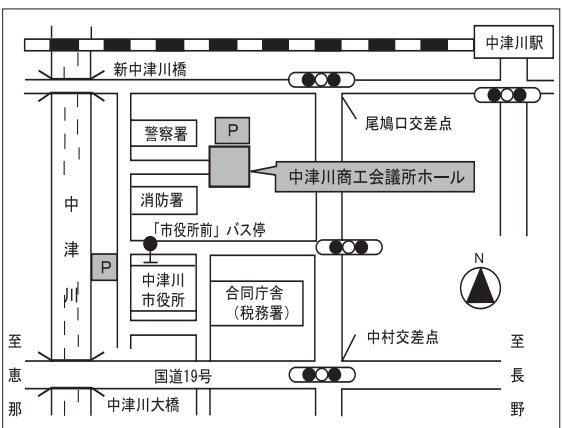 中津川駅
新中津川橋
尾鳩口交差点
警察署
P
中津川商工会議所ホール
消防署
「市役所前」バス停
中津川
P
中津川
市役所
合同庁舎
（税務署）
N
中村交差点
至恵那
国道19号
至長野
中津川大橋